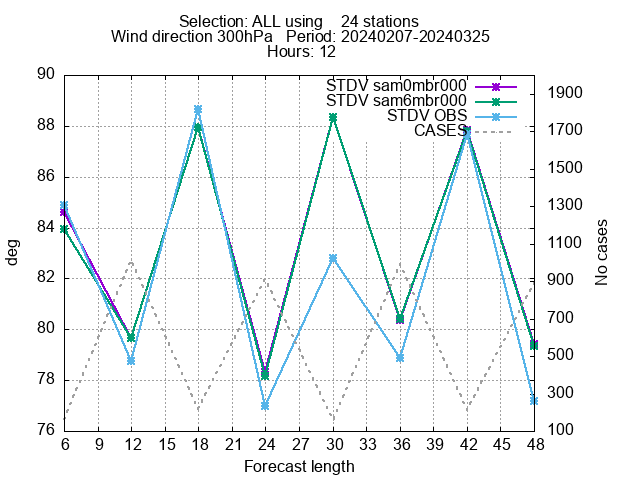 Selection: ALL using    24 stations
Wind direction 300hPa   Period: 20240207-20240325
Hours: 12
STDV sam0mbr000
STDV sam6mbr000
STDV OBS
CASES
90
88
86
84
82
80
78
76
deg
1900
1700
1500
1300
1100
900
700
500
300
100
No cases
6 9 12 15 18 21 24 27 30 33 36 39 42 45 48
Forecast length